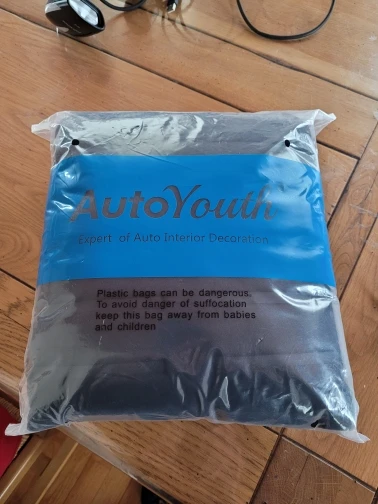 AutoYouth
Expert of Auto Interior Decoration
Plastic bags can be dangerous.
To avoid danger of suffocation
keep this bag away from babies
and children